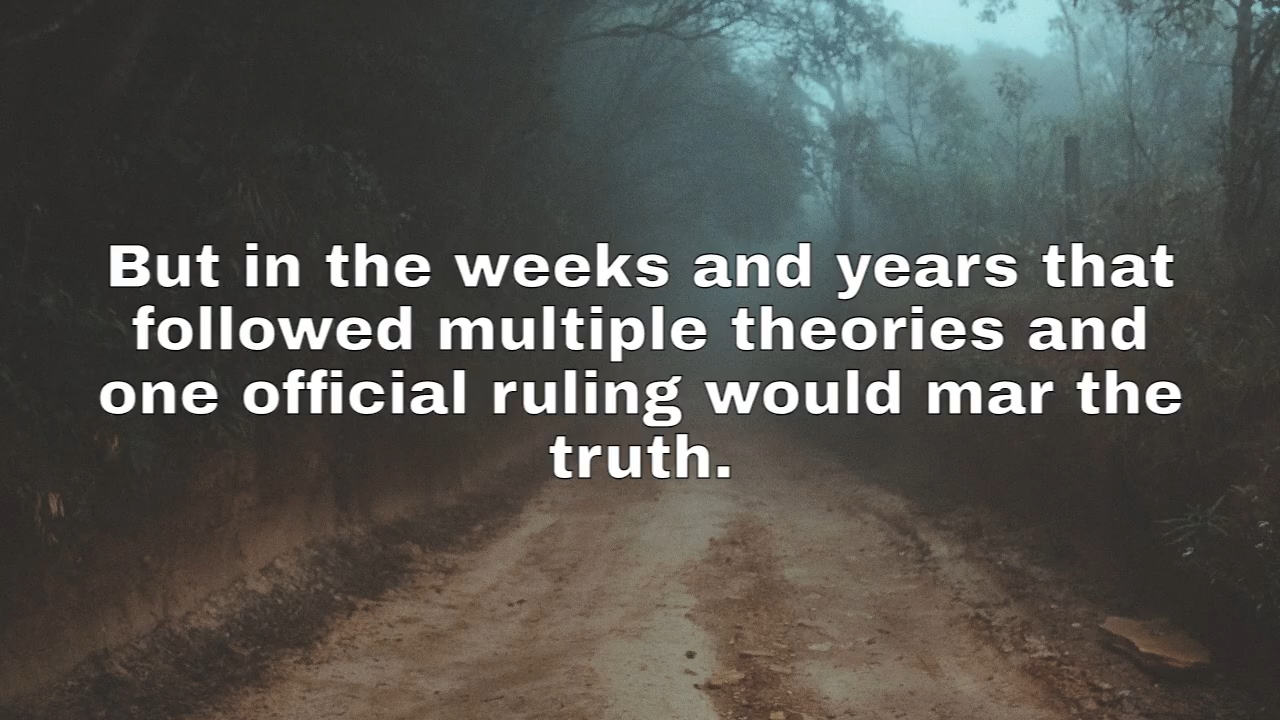 But in the weeks and years that
followed multiple theories and
one official ruling would mar the
truth.